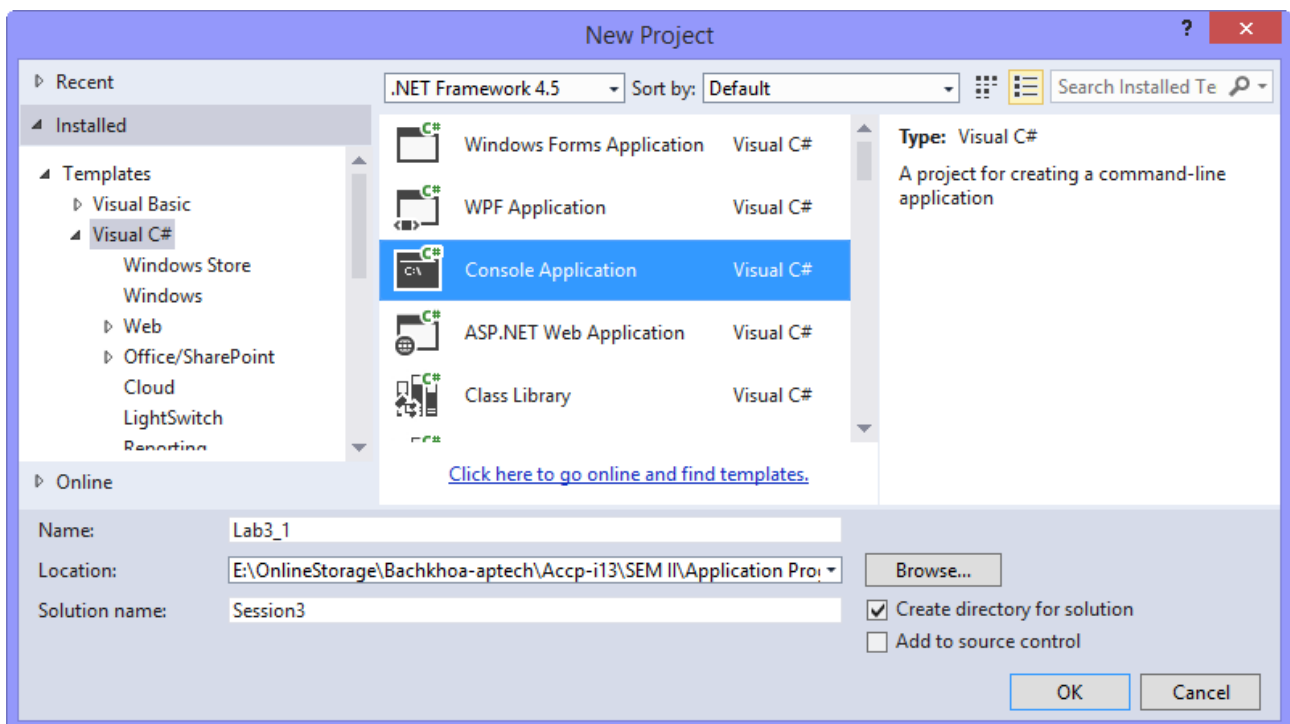 New Project
?
Recent
.NET Framework 4.5
Sort by:
Default
Search Installed Te
Installed
Templates
Visual Basic
Visual C#
Windows Store
Windows
Web
Office/SharePoint
Cloud
LightSwitch
Reporting
Online
C# Windows Forms Application Visual C#
C# WPF Application Visual C#
C# C:\ Console Application Visual C#
C# ASP.NET Web Application Visual C#
C# Class Library Visual C#
C#
Click here to go online and find templates.
Type: Visual C#
A project for creating a command-line
application
Name: Lab3_1
Location: E:\OnlineStorage\Bachkhoa-aptech\Accp-i13\SEM II\Application Pro
Browse...
Solution name: Session3
Create directory for solution
Add to source control
OK
Cancel